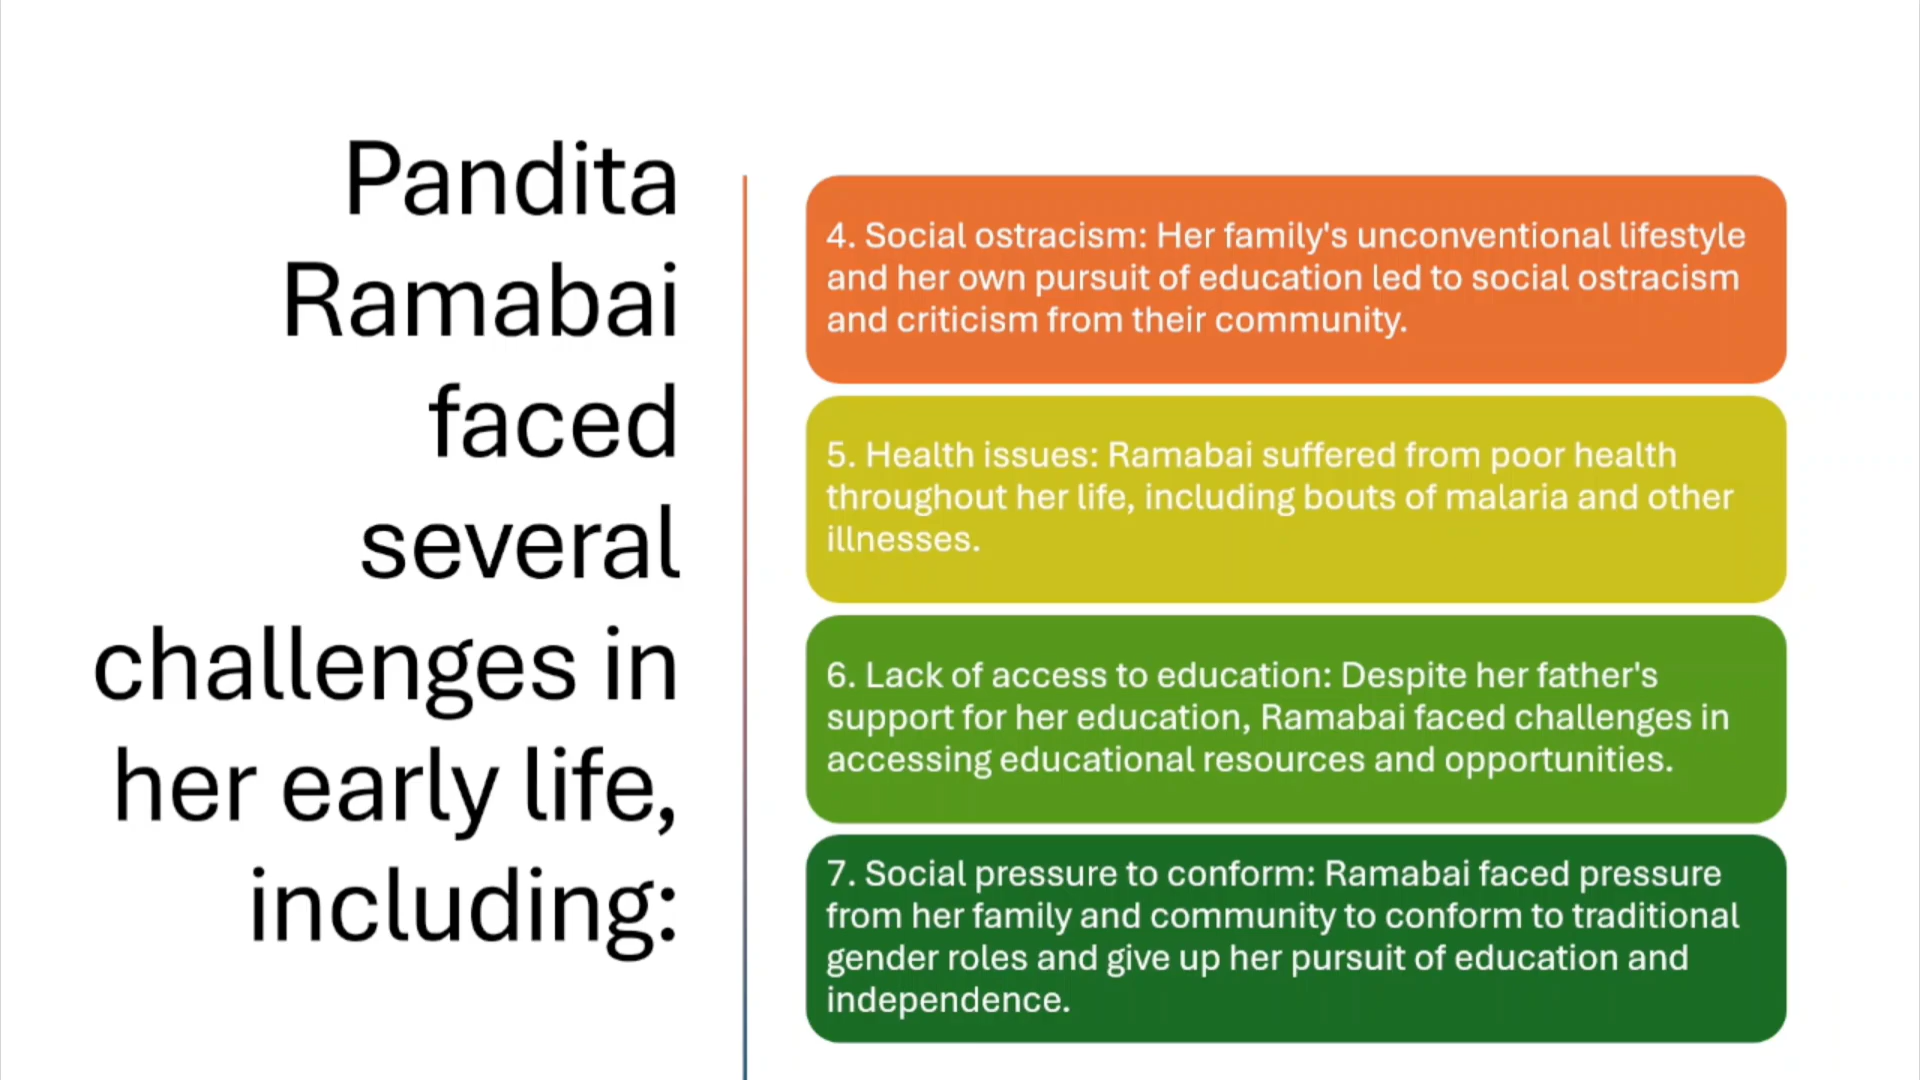 Pandita
Ramabai
faced
several
challenges in
her early life,
including:
4. Social ostracism: Her family's unconventional lifestyle
and her own pursuit of education led to social ostracism
and criticism from their community.
5. Health issues: Ramabai suffered from poor health
throughout her life, including bouts of malaria and other
illnesses.
6. Lack of access to education: Despite her father's
support for her education, Ramabai faced challenges in
accessing educational resources and opportunities.
7. Social pressure to conform: Ramabai faced pressure
from her family and community to conform to traditional
gender roles and give up her pursuit of education and
independence.